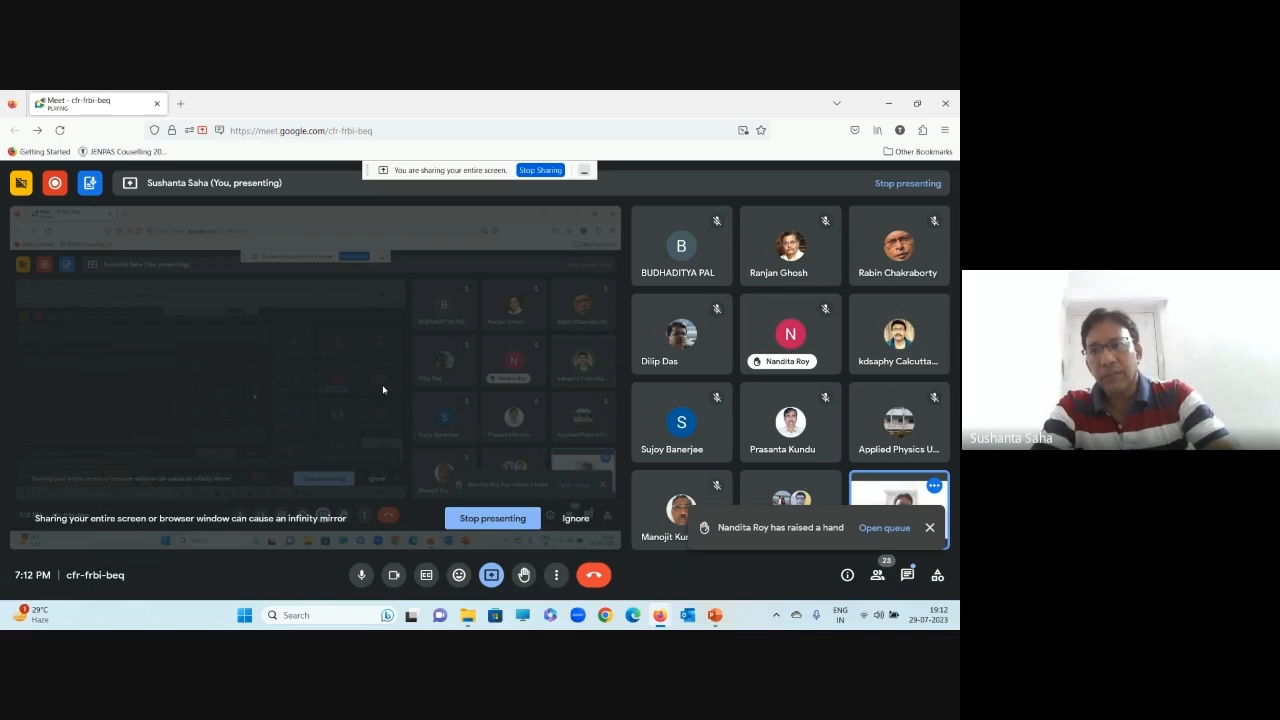 Meet - cfr-frbi-beq
PLAYING
https://meet.google.com/cfr-frbi-beq
Getting Started
JENPAS Couselling 20...
Other Bookmarks
You are sharing your entire screen.
Stop Sharing
Sushanta Saha (You, presenting)
Stop presenting
B
BUDHADITYA PAL
Ranjan Ghosh
Rabin Chakraborty
Dilip Das
N
Nandita Roy
kdsaphy Calcutta...
S
Sujoy Banerjee
Prasanta Kundu
Applied Physics U...
Sushanta Saha
Sharing your entire screen or browser window can cause an infinity mirror
Stop presenting
Ignore
Manojit Kun
Nandita Roy has raised a hand
Open queue
7:12 PM | cfr-frbi-beq
23
1
29°C
Haze
Search
ENG
IN
19:12
29-07-2023